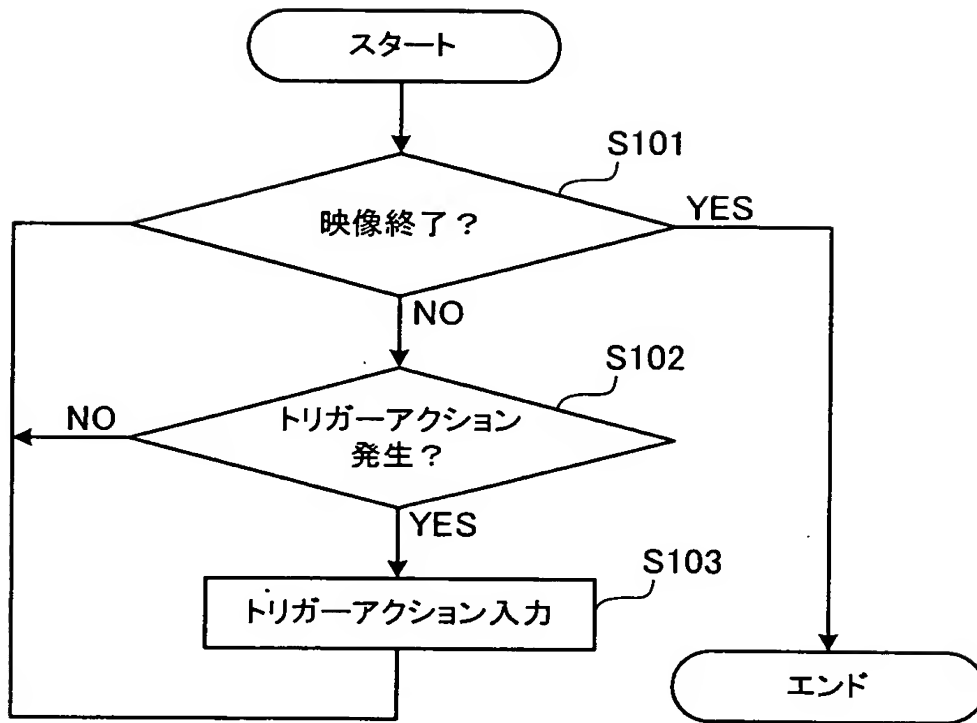 スタート
S101
映像終了？
YES
NO
S102
トリガーアクション
発生？
NO
YES
S103
トリガーアクション入力
エンド